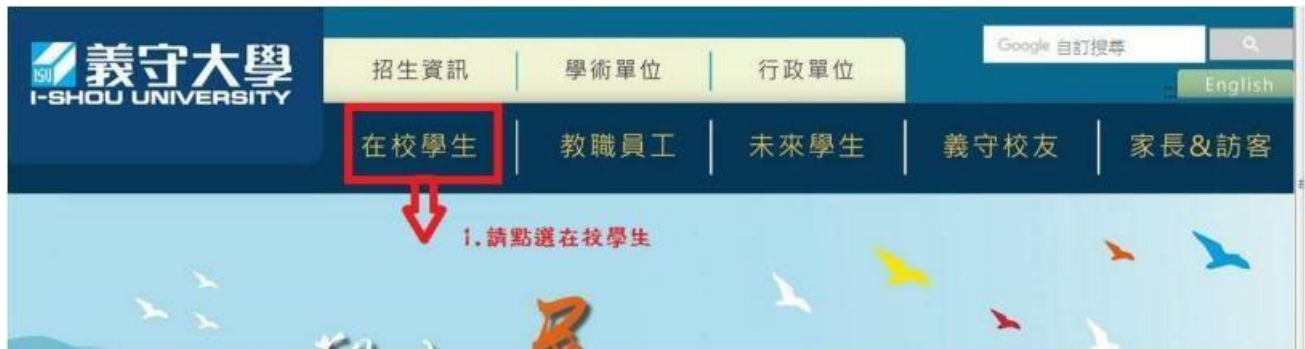 義守大學
ISU
I-SHOU UNIVERSITY
招生資訊 學術單位 行政單位
Google 自訂搜尋
English
在校學生 教職員工 未來學生 義守校友 家長&訪客
1.請點選在校學生